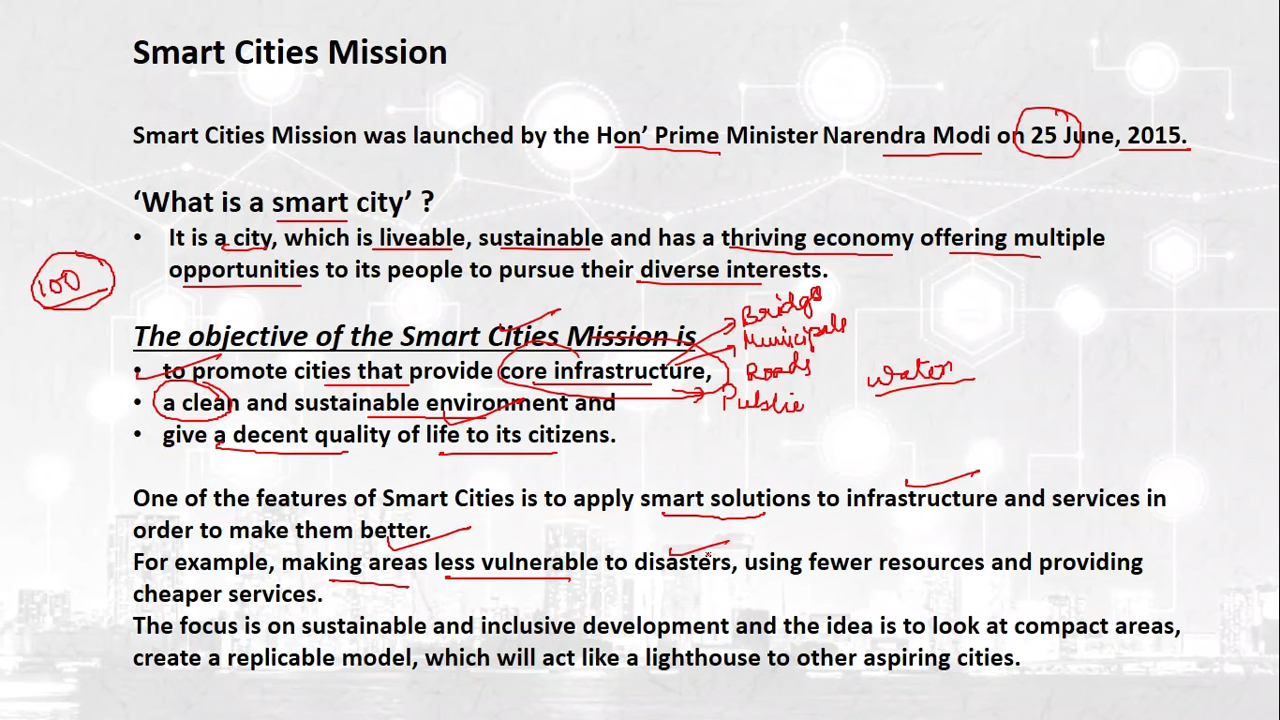 Smart Cities Mission
Smart Cities Mission was launched by the Hon’ Prime Minister Narendra Modi on 25 June, 2015.
‘What is a smart city’ ?
• It is a city, which is liveable, sustainable and has a thriving economy offering multiple
opportunities to its people to pursue their diverse interests.
100
The objective of the Smart Cities Mission is
Bridges
Municipals
• to promote cities that provide core infrastructure,
Roads
water
• a clean and sustainable environment and
Public
• give a decent quality of life to its citizens.
One of the features of Smart Cities is to apply smart solutions to infrastructure and services in
order to make them better.
For example, making areas less vulnerable to disasters, using fewer resources and providing
cheaper services.
The focus is on sustainable and inclusive development and the idea is to look at compact areas,
create a replicable model, which will act like a lighthouse to other aspiring cities.